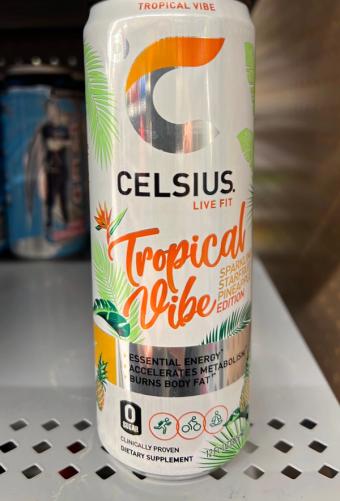 TROPICAL VIBE
CELSIUS.
LIVE FIT
Tropical
Vibe
SPARKLING
STARFRUIT
PINEAPPLE
EDITION
ESSENTIAL ENERGY
ACCELERATES METABOLISM
BURNS BODY FAT
0
SUGAR
CLINICALLY PROVEN
DIETARY SUPPLEMENT